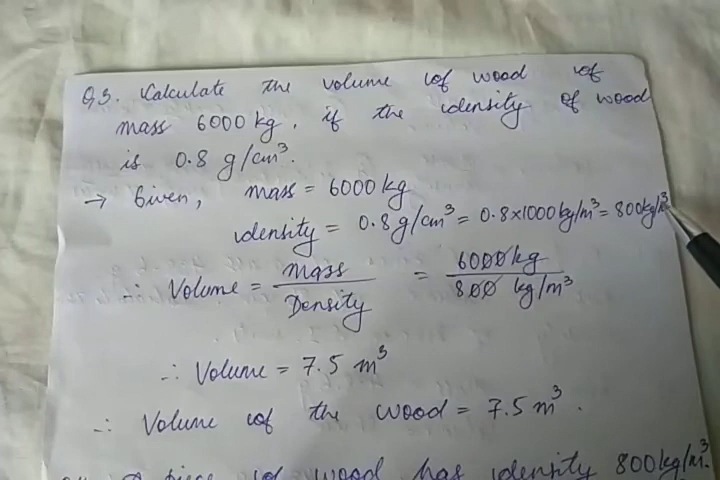 Q3. Calculate the volume of wood of
mass 6000 kg, if the density of wood
is 0.8 g/cm³.
→ Given, mass = 6000 kg
density = 0.8 g/cm³ = 0.8×1000 kg/m³ = 800 kg/m³
∴ Volume = Mass / Density = 6000 kg / 800 kg/m³
∴ Volume = 7.5 m³
∴ Volume of the wood = 7.5 m³.
piece of wood has density 800 kg/m³.